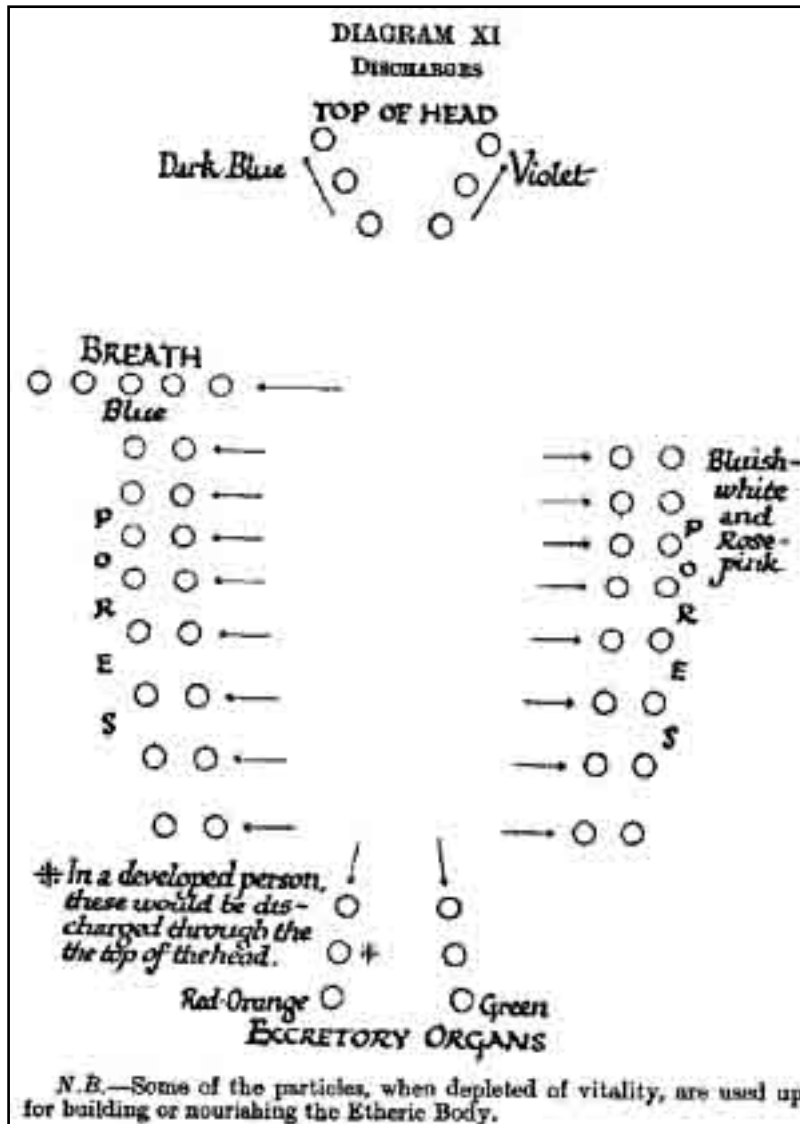 DIAGRAM XI
DISCHARGES
TOP OF HEAD
Dark Blue
Violet
BREATH
Blue
PORES
Bluish-
white
and
Rose-
pink
PORES
⁜ In a developed person,
these would be dis-
charged through the
the top of the head.
⁜
Red-Orange
Green
EXCRETORY ORGANS
N.B.—Some of the particles, when depleted of vitality, are used up
for building or nourishing the Etheric Body.